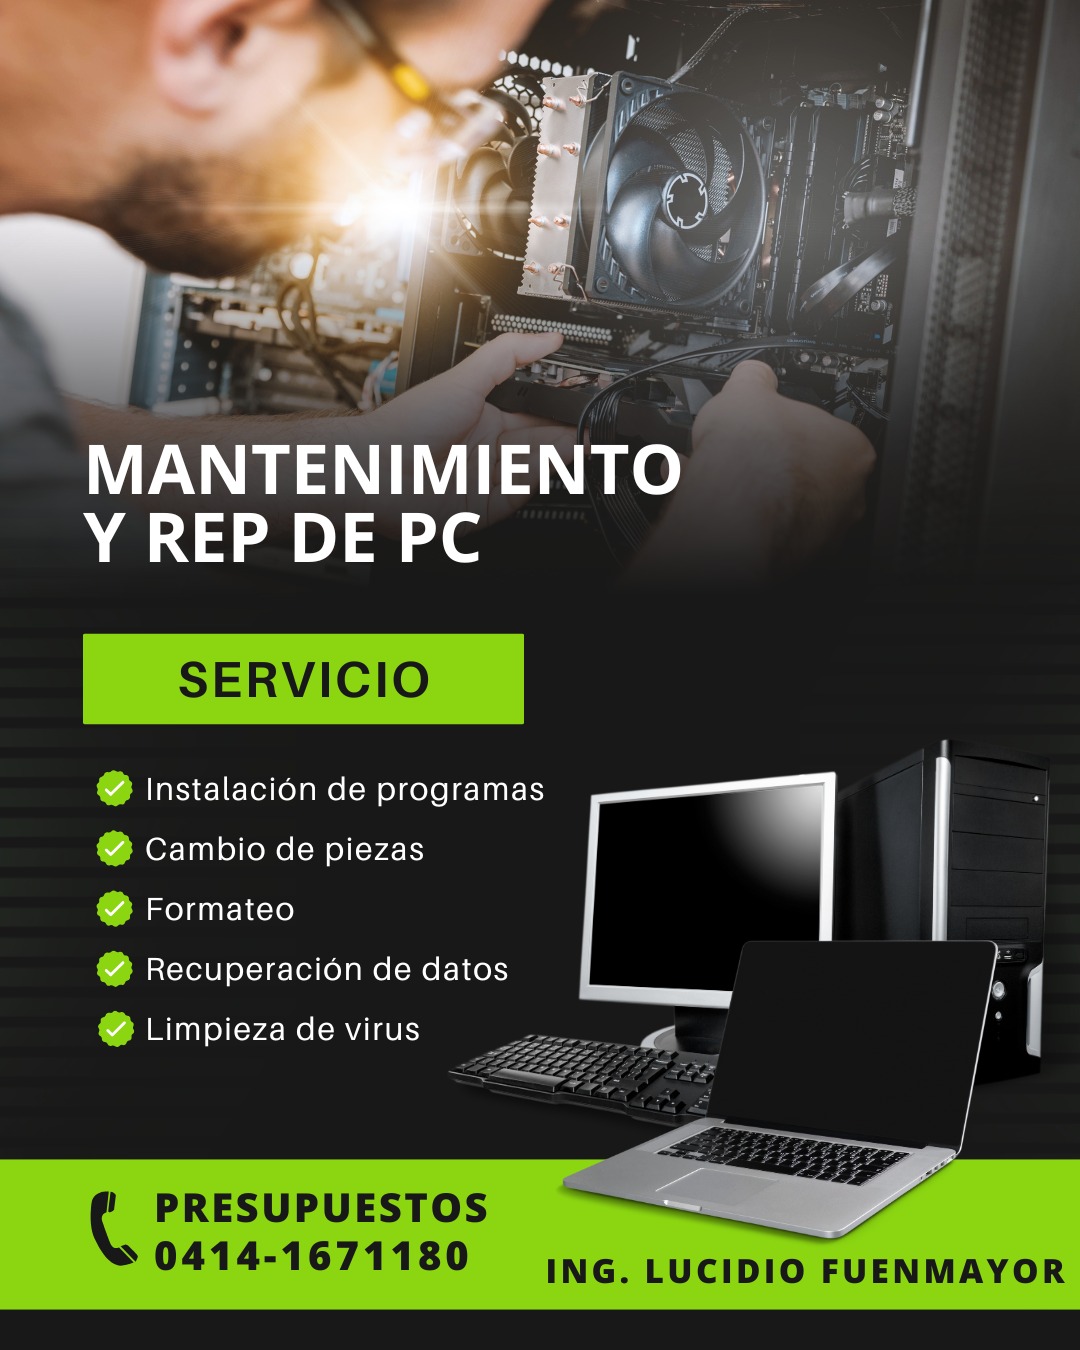 MANTENIMIENTO
Y REP DE PC
SERVICIO
Instalación de programas
Cambio de piezas
Formateo
Recuperación de datos
Limpieza de virus
PRESUPUESTOS
0414-1671180
ING. LUCIDIO FUENMAYOR